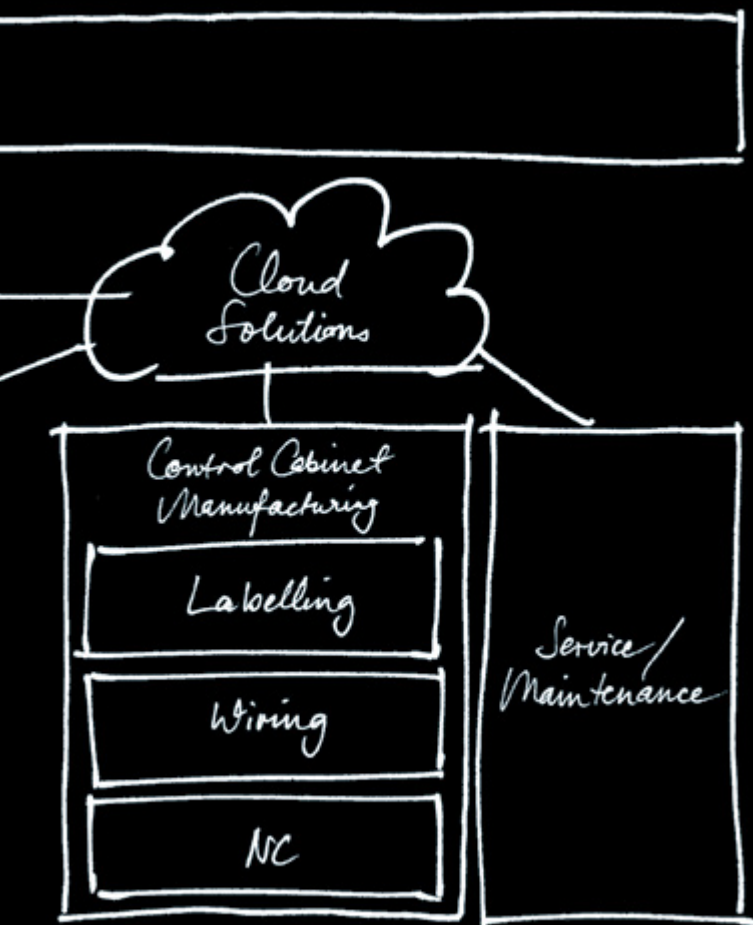 Cloud
Solutions
Control Cabinet
Manufacturing
Labelling
Wiring
NC
Service/
Maintenance